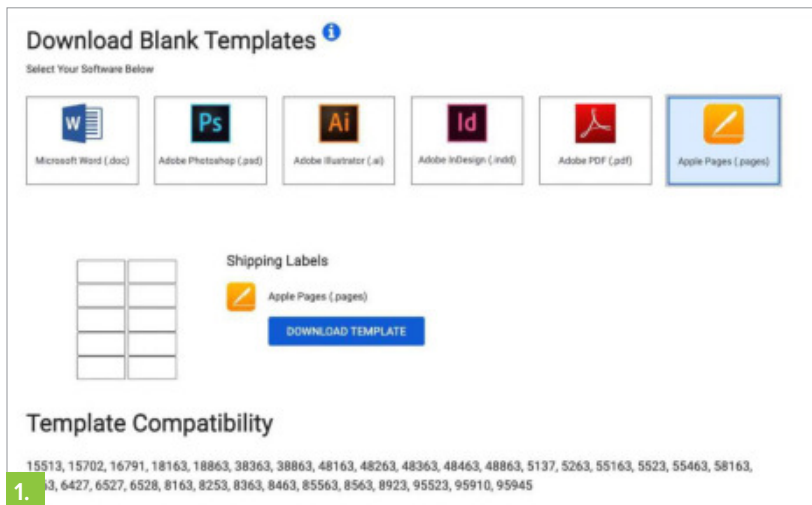 Download Blank Templates i
Select Your Software Below
W Ps Ai Id
Microsoft Word (.doc) Adobe Photoshop (.psd) Adobe Illustrator (.ai) Adobe InDesign (.indd) Adobe PDF (.pdf) Apple Pages (.pages)
Shipping Labels
Apple Pages (.pages)
DOWNLOAD TEMPLATE
Template Compatibility
15513, 15702, 16791, 18163, 18863, 38363, 38863, 48163, 48263, 48363, 48463, 48863, 5137, 5263, 55163, 5523, 55463, 58163,
6427, 6527, 6528, 8163, 8253, 8363, 8463, 85563, 8563, 8923, 95523, 95910, 95945
1.